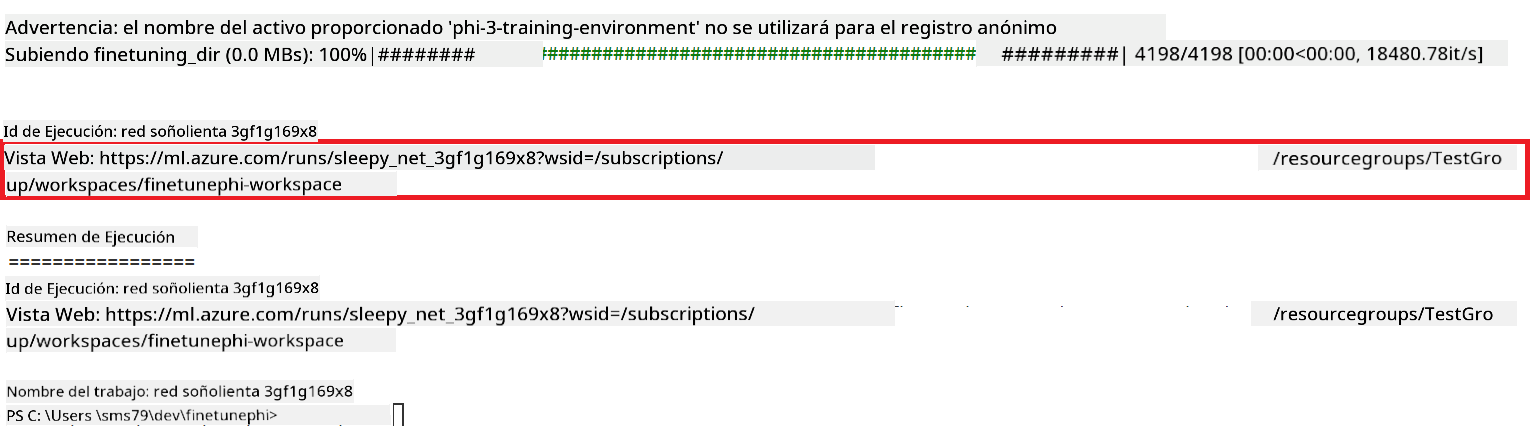 Advertencia: el nombre del activo proporcionado 'phi-3-training-environment' no se utilizará para el registro anónimo
Subiendo finetuning_dir (0.0 MBs): 100%|######## ############################################ #########| 4198/4198 [00:00<00:00, 18480.78it/s]
Id de Ejecución: red soñolienta 3gf1g169x8
Vista Web: https://ml.azure.com/runs/sleepy_net_3gf1g169x8?wsid=/subscriptions/ /resourcegroups/TestGro
up/workspaces/finetunephi-workspace
Resumen de Ejecución
=================
Id de Ejecución: red soñolienta 3gf1g169x8
Vista Web: https://ml.azure.com/runs/sleepy_net_3gf1g169x8?wsid=/subscriptions/ /resourcegroups/TestGro
up/workspaces/finetunephi-workspace
Nombre del trabajo: red soñolienta 3gf1g169x8
PS C: \Users \sms79\dev\finetunephi>